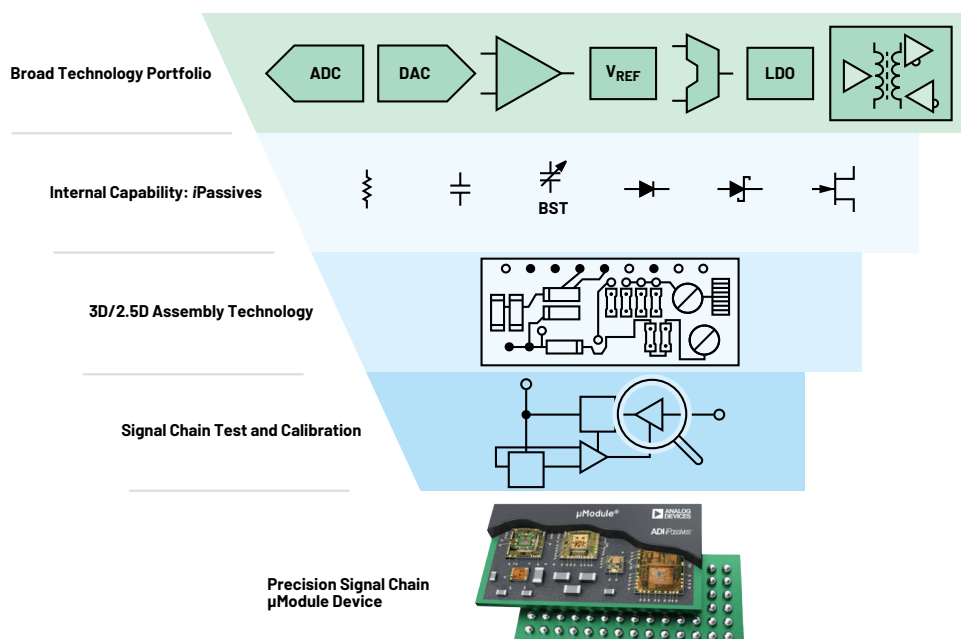 Broad Technology Portfolio
ADC
DAC
VREF
LDO
Internal Capability: iPassives
BST
3D/2.5D Assembly Technology
Signal Chain Test and Calibration
µModule®
ANALOG
DEVICES
ADI iPassives
Precision Signal Chain
µModule Device